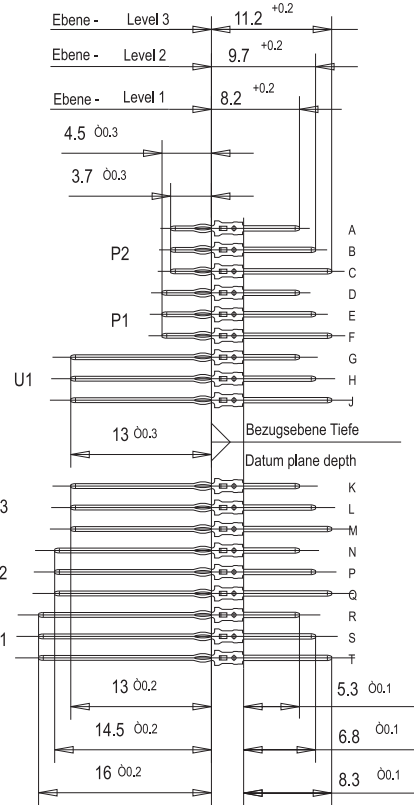 Ebene - Level 3 11.2 +0.2
Ebene - Level 2 9.7 +0.2
Ebene - Level 1 8.2 +0.2
4.5 Ò0.3
3.7 Ò0.3
A
P2 B
C
D
P1 E
F
G
U1 H
J
13 Ò0.3
Bezugsebene Tiefe
Datum plane depth
K
3 L
M
N
2 P
Q
R
1 S
T
13 Ò0.2 5.3 Ò0.1
14.5 Ò0.2 6.8 Ò0.1
16 Ò0.2 8.3 Ò0.1